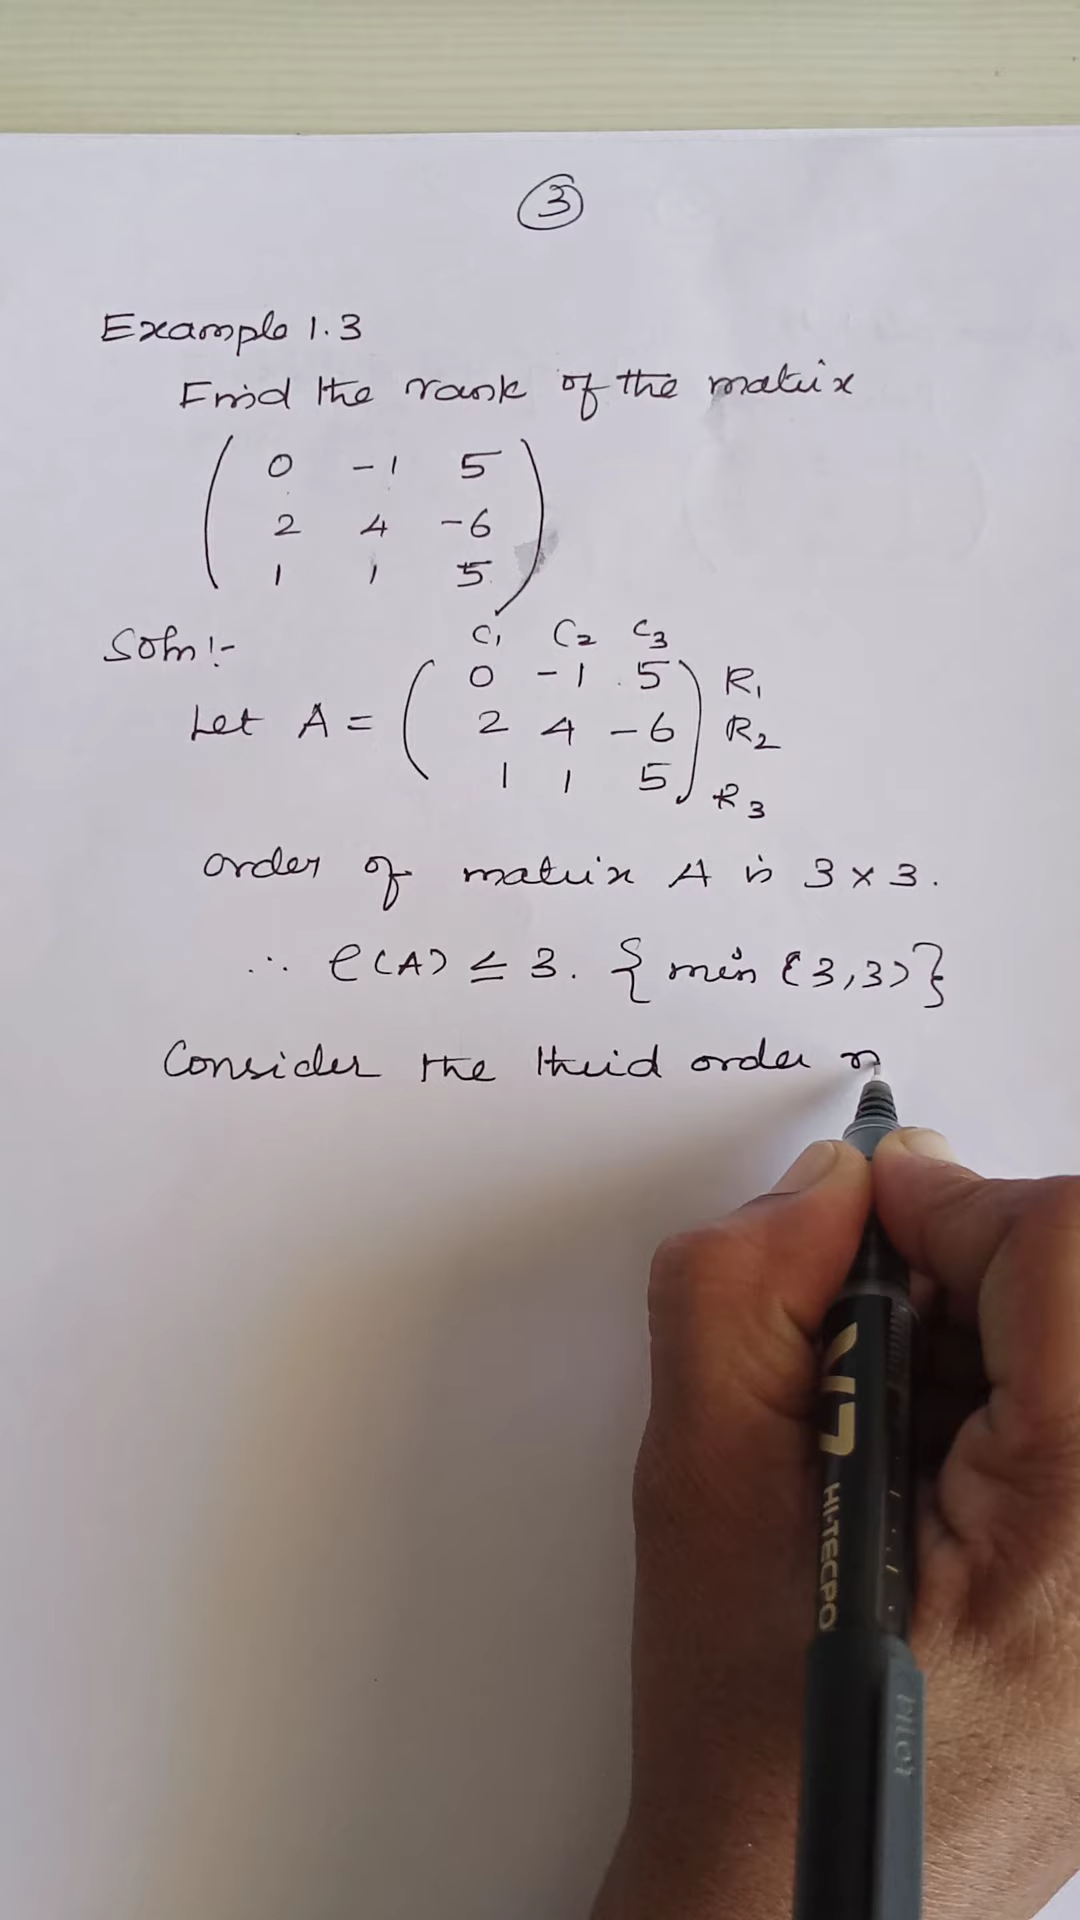 3
Example 1.3
Find the rank of the matrix
0 -1 5
2 4 -6
1 1 5
Soln:-
C1 C2 C3
0 -1 5 R1
Let A = 2 4 -6 R2
1 1 5 R3
order of matrix A is 3 × 3.
∴ ρ(A) ≤ 3. {min (3,3)}
Consider the third order
V7
HI-TECPO
PILOT